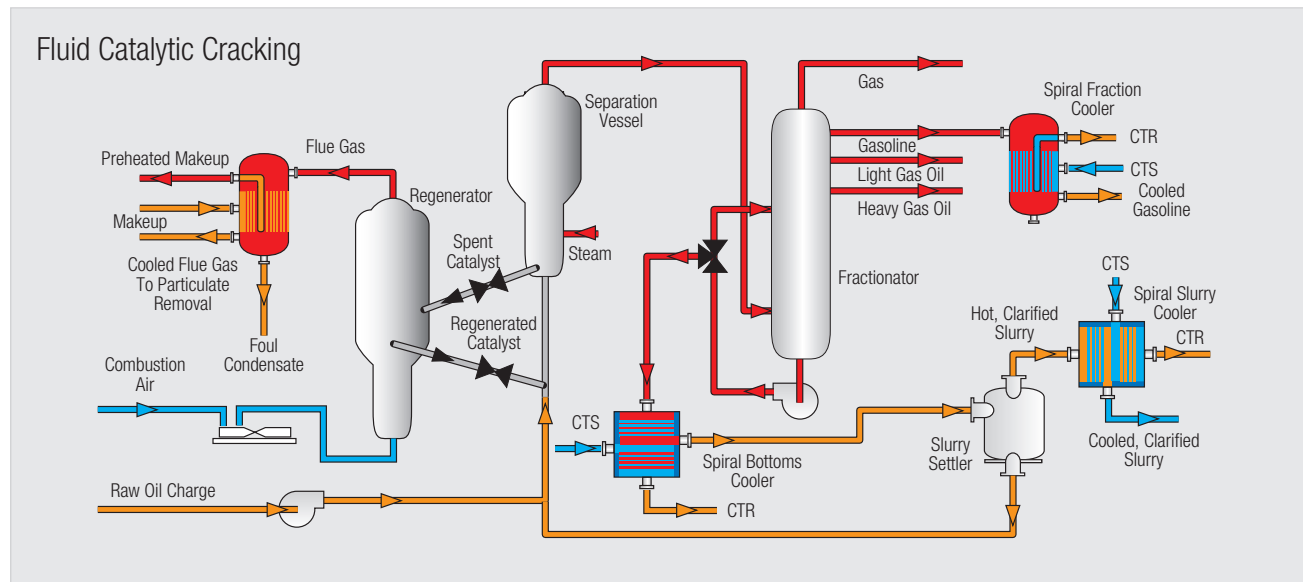 Fluid Catalytic Cracking
Gas
Spiral Fraction
Cooler
Separation
Vessel
CTR
Flue Gas
Gasoline
Preheated Makeup
CTS
Light Gas Oil
Regenerator
Cooled
Gasoline
Heavy Gas Oil
Makeup
Spent
Catalyst
Steam
Cooled Flue Gas
To Particulate
Removal
Fractionator
CTS
Spiral Slurry
Cooler
Hot, Clarified
Slurry
Regenerated
Catalyst
CTR
Foul
Condensate
Combustion
Air
CTS
Cooled, Clarified
Slurry
Slurry
Settler
Spiral Bottoms
Cooler
Raw Oil Charge
CTR